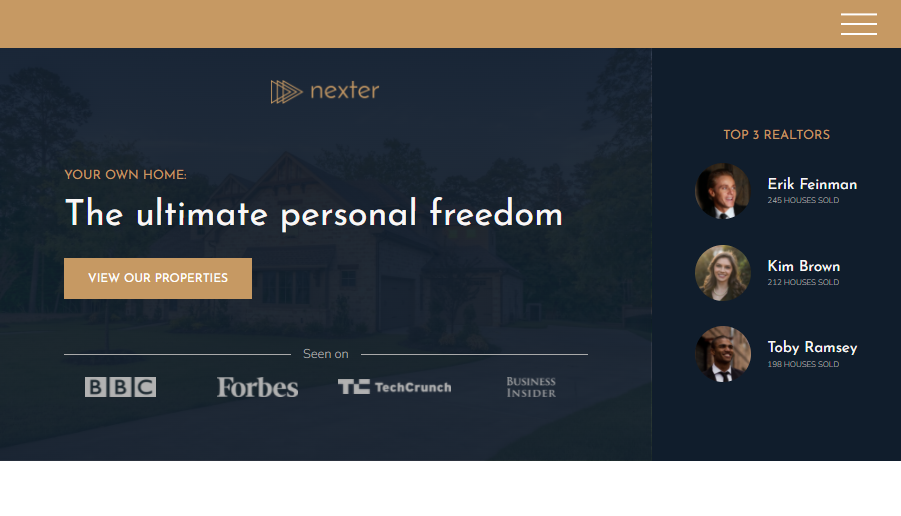 nexter
YOUR OWN HOME:
The ultimate personal freedom
VIEW OUR PROPERTIES
Seen on
BBC
Forbes
TC TechCrunch
BUSINESS
INSIDER
TOP 3 REALTORS
Erik Feinman
245 HOUSES SOLD
Kim Brown
212 HOUSES SOLD
Toby Ramsey
198 HOUSES SOLD